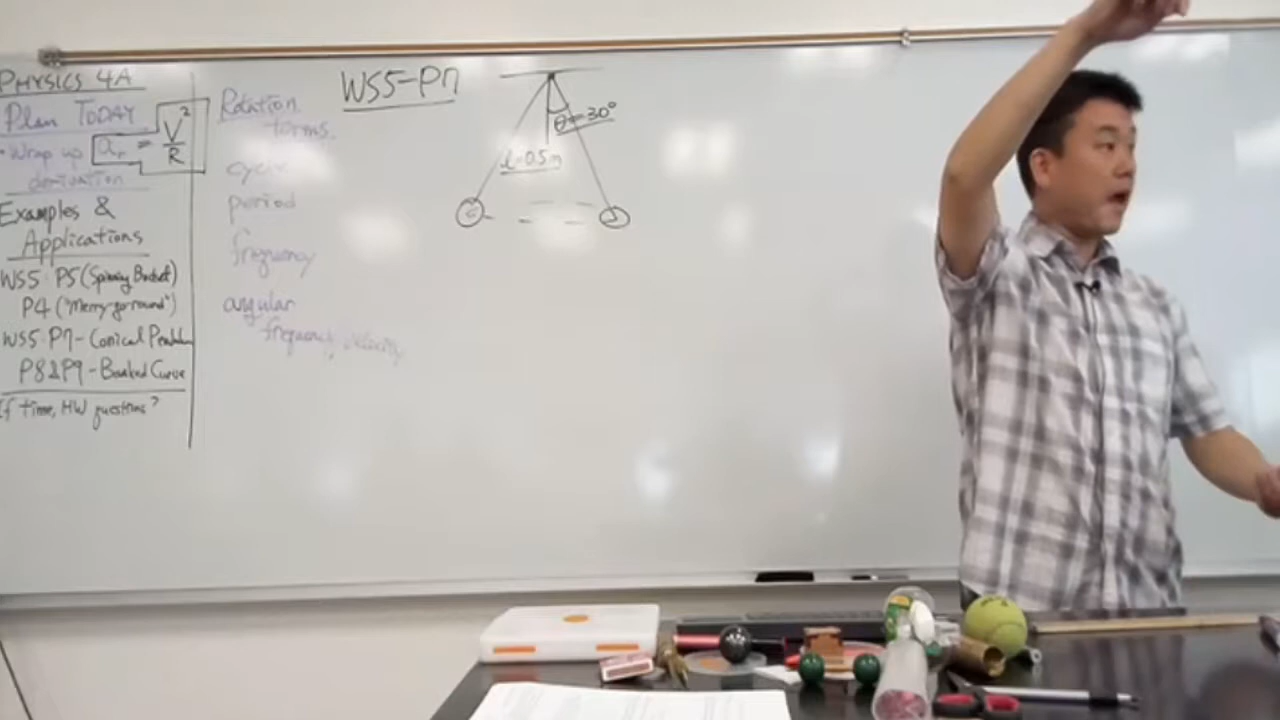 PHYSICS 4A
Plan TODAY
• Wrap up
derivation
aᵣ = V²/R
Examples &
Applications
WS5 P5 (Spinning Bucket)
P4 ("Merry-go-round")
WS5 P7 - Conical Pendulum
P8&P9 - Banked Curve
If time, HW questions?
Rotation
terms.
cycle
period
frequency
angular
frequency, velocity
WS5-P7
θ=30°
l=0.5m